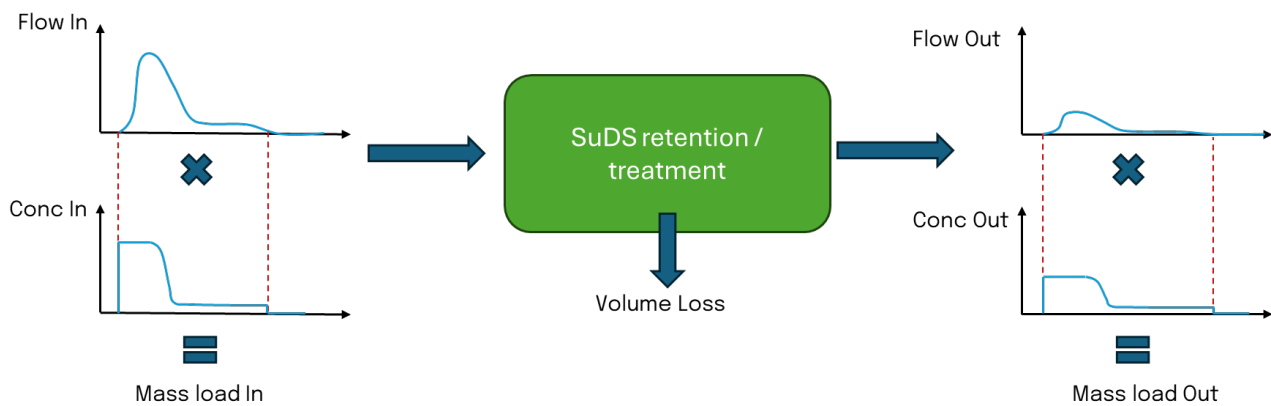 Flow In
Conc In
Mass load In
SuDS retention /
treatment
Volume Loss
Flow Out
Conc Out
Mass load Out